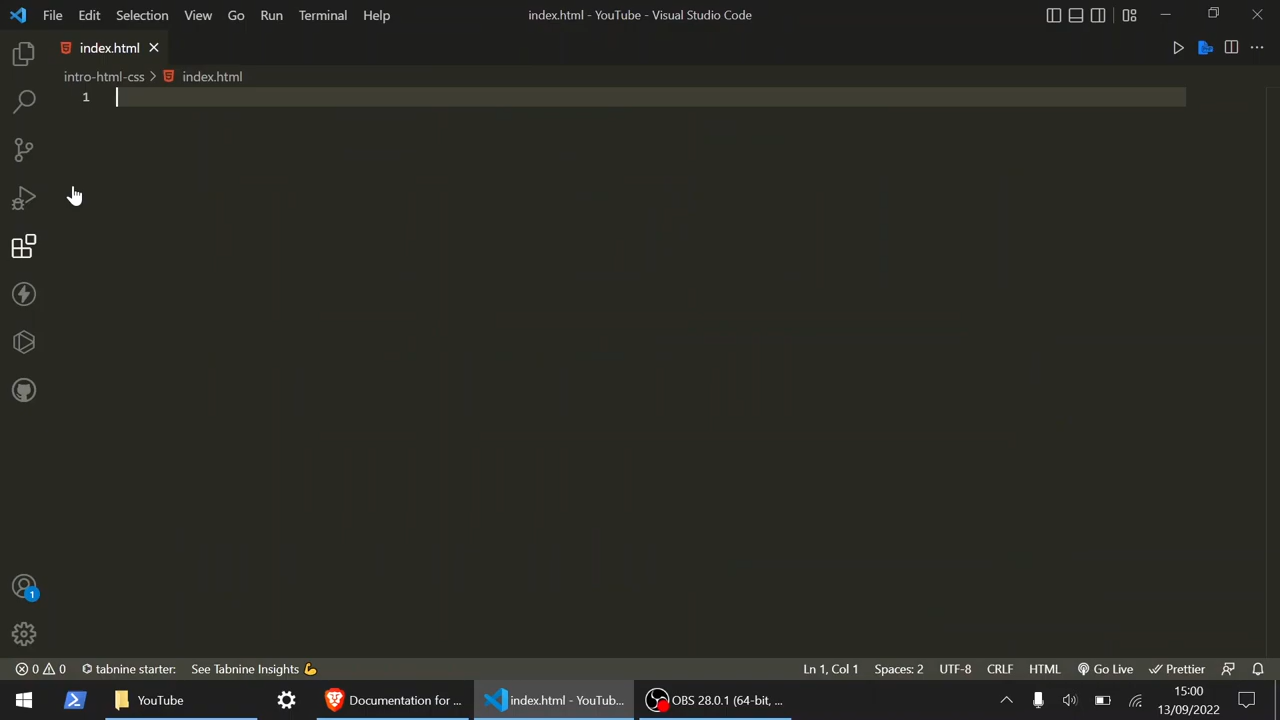 File Edit Selection View Go Run Terminal Help index.html - YouTube - Visual Studio Code
index.html
intro-html-css index.html
1
1
0 0 tabnine starter: See Tabnine Insights 💪 Ln 1, Col 1 Spaces: 2 UTF-8 CRLF HTML Go Live Prettier
YouTube Documentation for ... index.html - YouTub... OBS 28.0.1 (64-bit, ... 15:00
13/09/2022